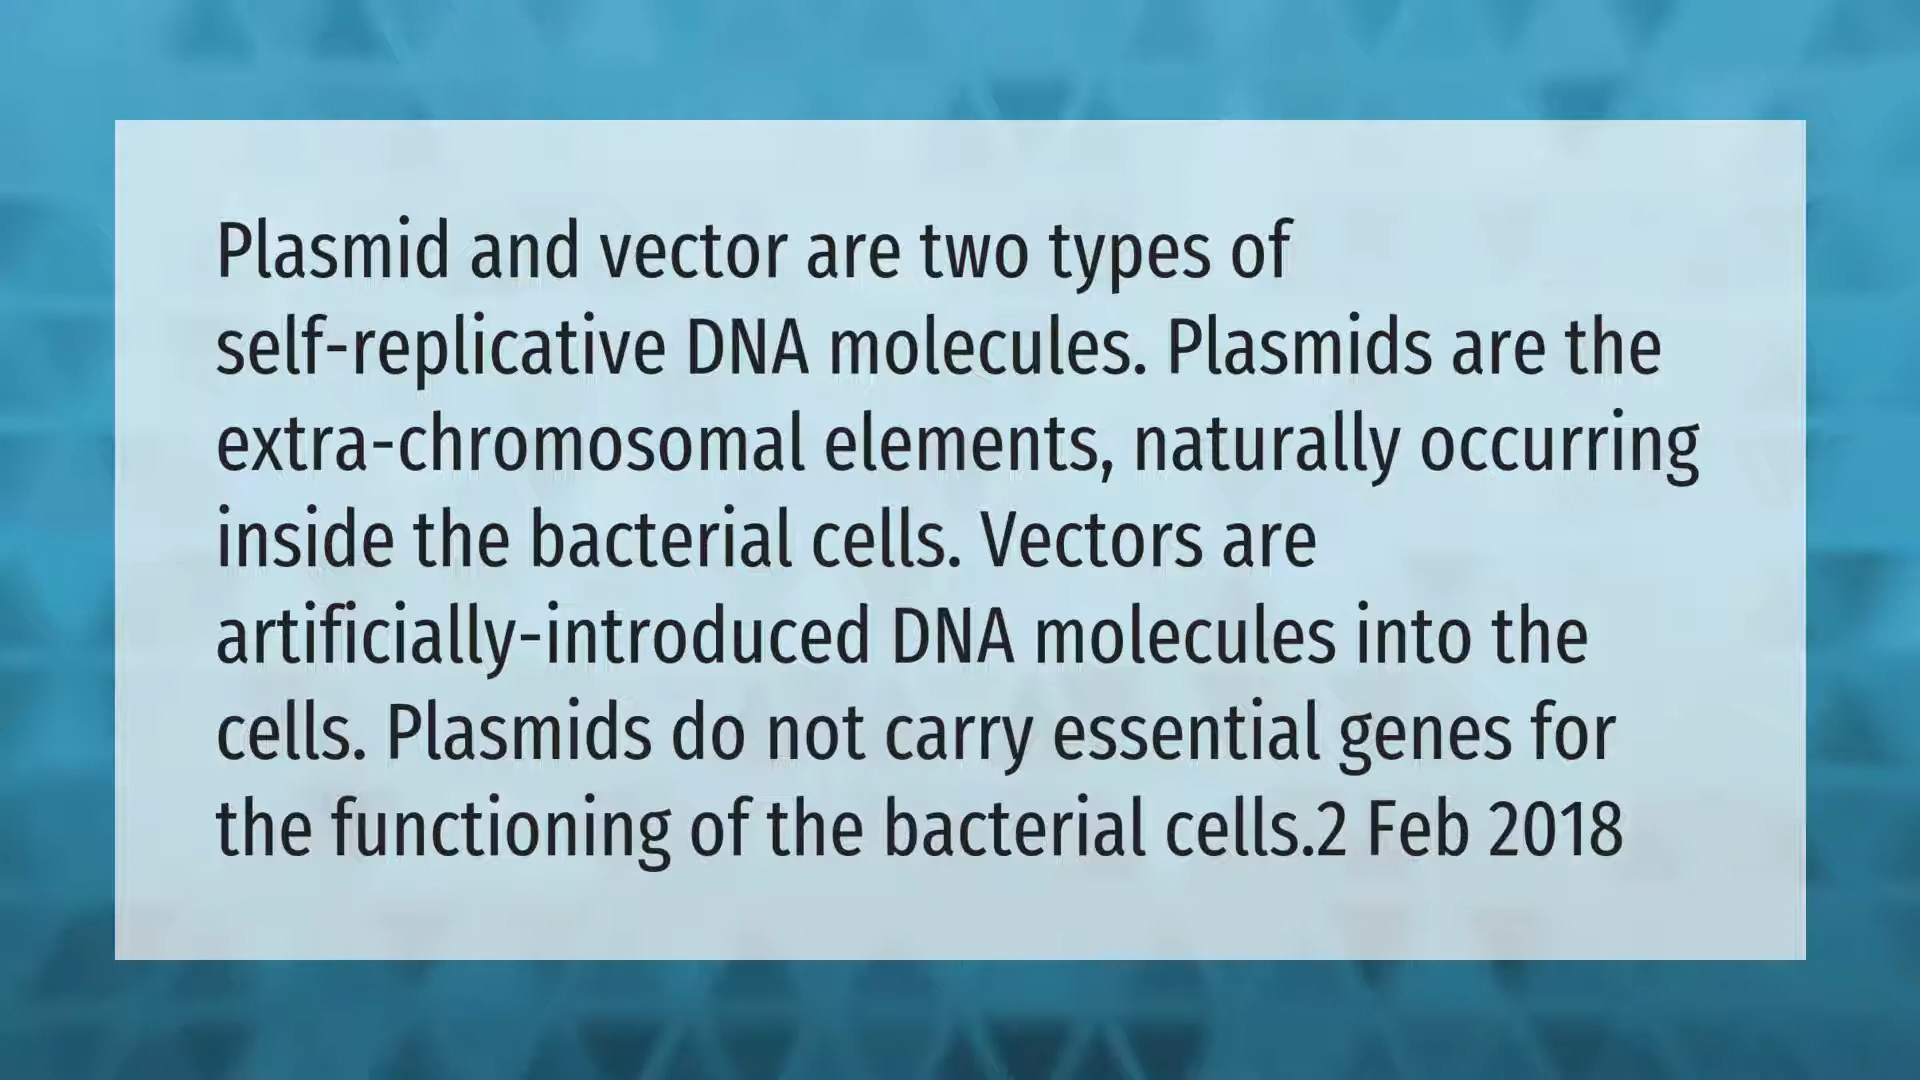 Plasmid and vector are two types of
self-replicative DNA molecules. Plasmids are the
extra-chromosomal elements, naturally occurring
inside the bacterial cells. Vectors are
artificially-introduced DNA molecules into the
cells. Plasmids do not carry essential genes for
the functioning of the bacterial cells.2 Feb 2018